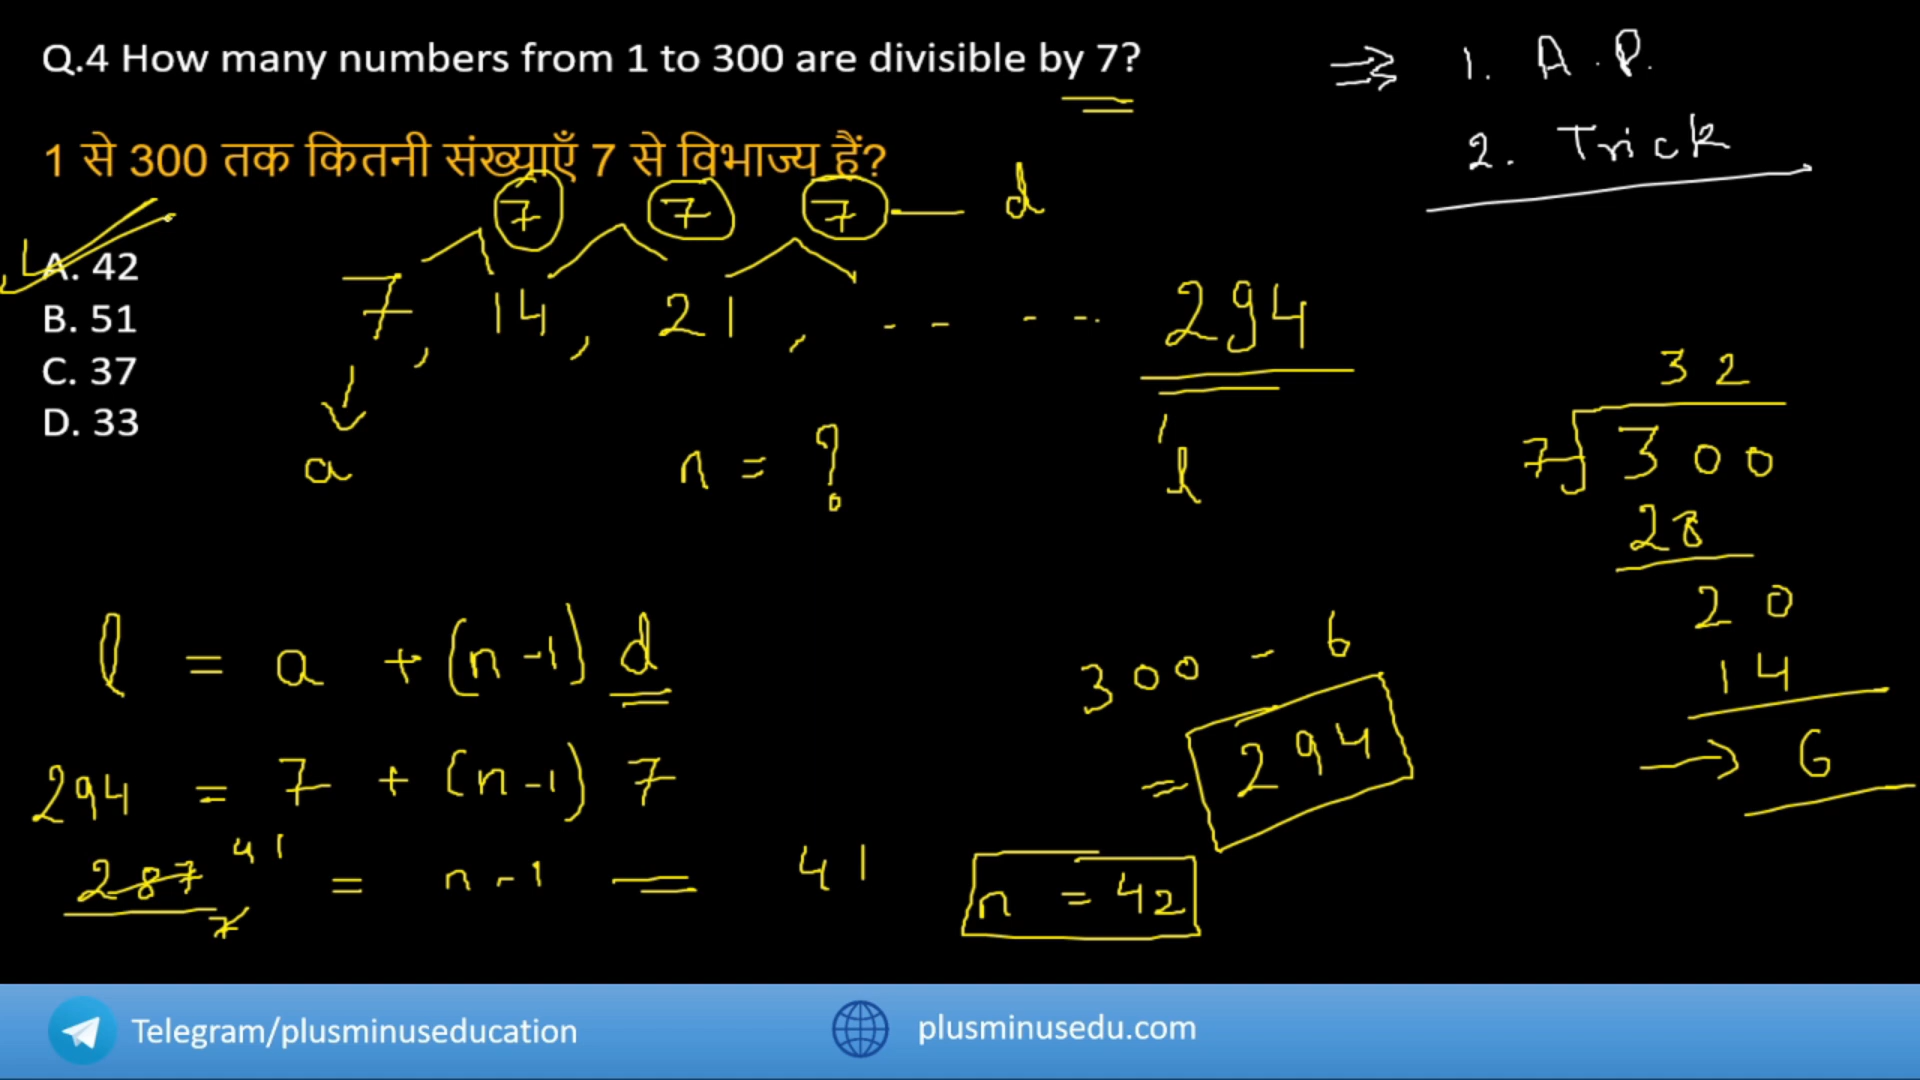 Q.4 How many numbers from 1 to 300 are divisible by 7?
1 से 300 तक कितनी संख्याएँ 7 से विभाज्य हैं?
1. A.P.
2. Trick
A. 42
B. 51
C. 37
D. 33
7 7 7 d
7, 14, 21, -- -- 294
a
n = ?
l
32
7 300
28
20
14
6
l = a + (n-1) d
294 = 7 + (n-1) 7
287 41
7
= n-1 = 41
n = 42
300 - 6
= 294
Telegram/plusminuseducation
plusminusedu.com